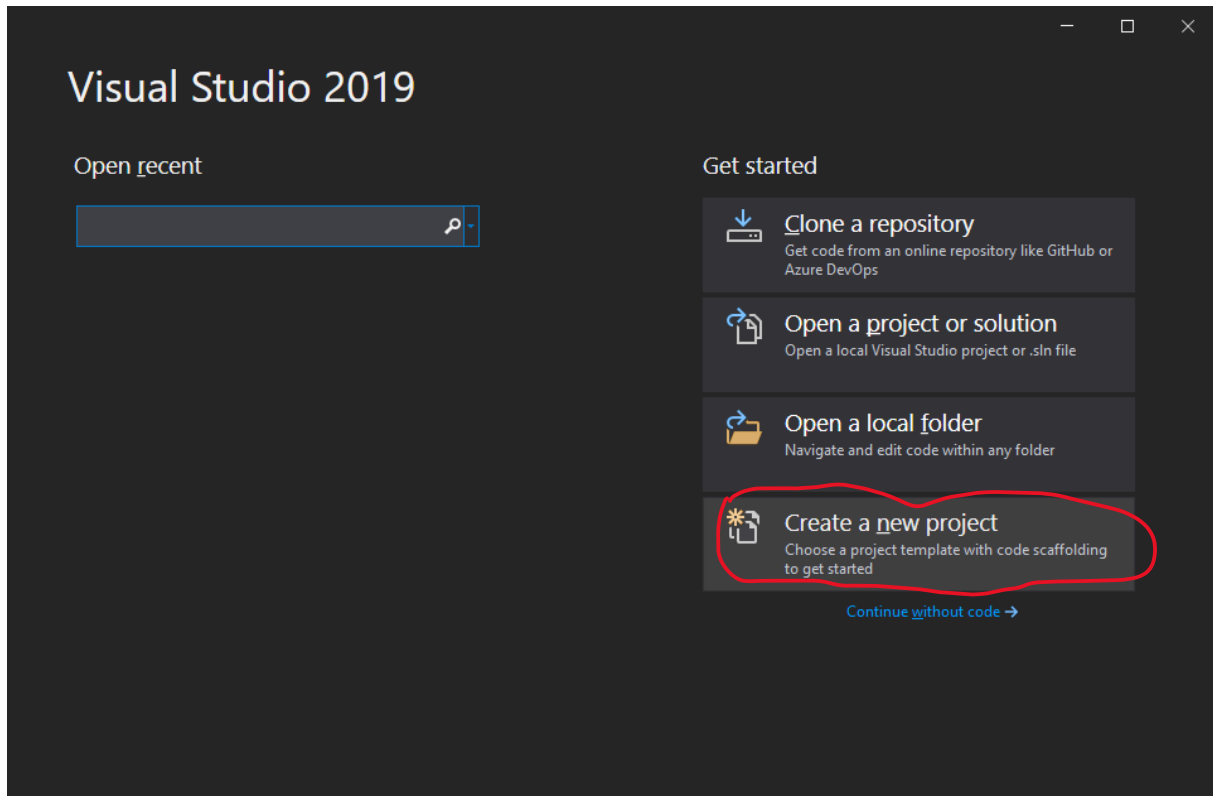 Visual Studio 2019
Open recent
Get started
Clone a repository
Get code from an online repository like GitHub or
Azure DevOps
Open a project or solution
Open a local Visual Studio project or .sln file
Open a local folder
Navigate and edit code within any folder
Create a new project
Choose a project template with code scaffolding
to get started
Continue without code →